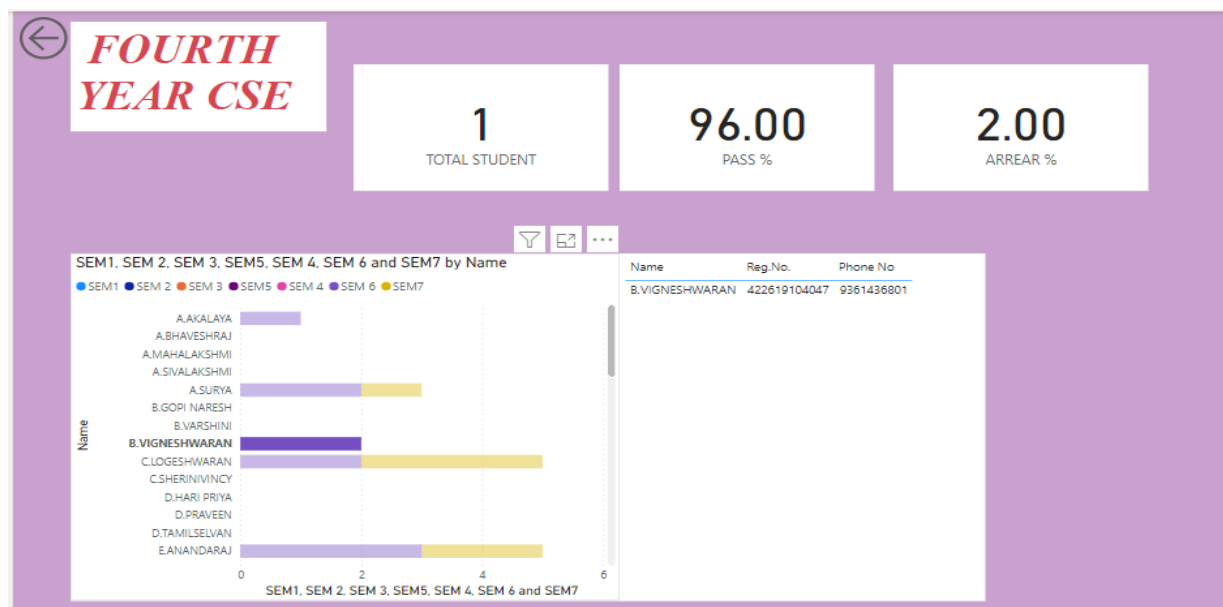 FOURTH
YEAR CSE
1
TOTAL STUDENT
96.00
PASS %
2.00
ARREAR %
SEM1, SEM 2, SEM 3, SEM5, SEM 4, SEM 6 and SEM7 by Name
SEM1 SEM 2 SEM 3 SEM5 SEM 4 SEM 6 SEM7
Name
A.AKALAYA
A.BHAVESHRAJ
A.MAHALAKSHMI
A.SIVALAKSHMI
A.SURYA
B.GOPI NARESH
B.VARSHINI
B.VIGNESHWARAN
C.LOGESHWARAN
C.SHERINIVINCY
D.HARI PRIYA
D.PRAVEEN
D.TAMILSELVAN
E.ANANDARAJ
0 2 4 6
SEM1, SEM 2, SEM 3, SEM5, SEM 4, SEM 6 and SEM7
Name Reg.No. Phone No
B.VIGNESHWARAN 422619104047 9361436801